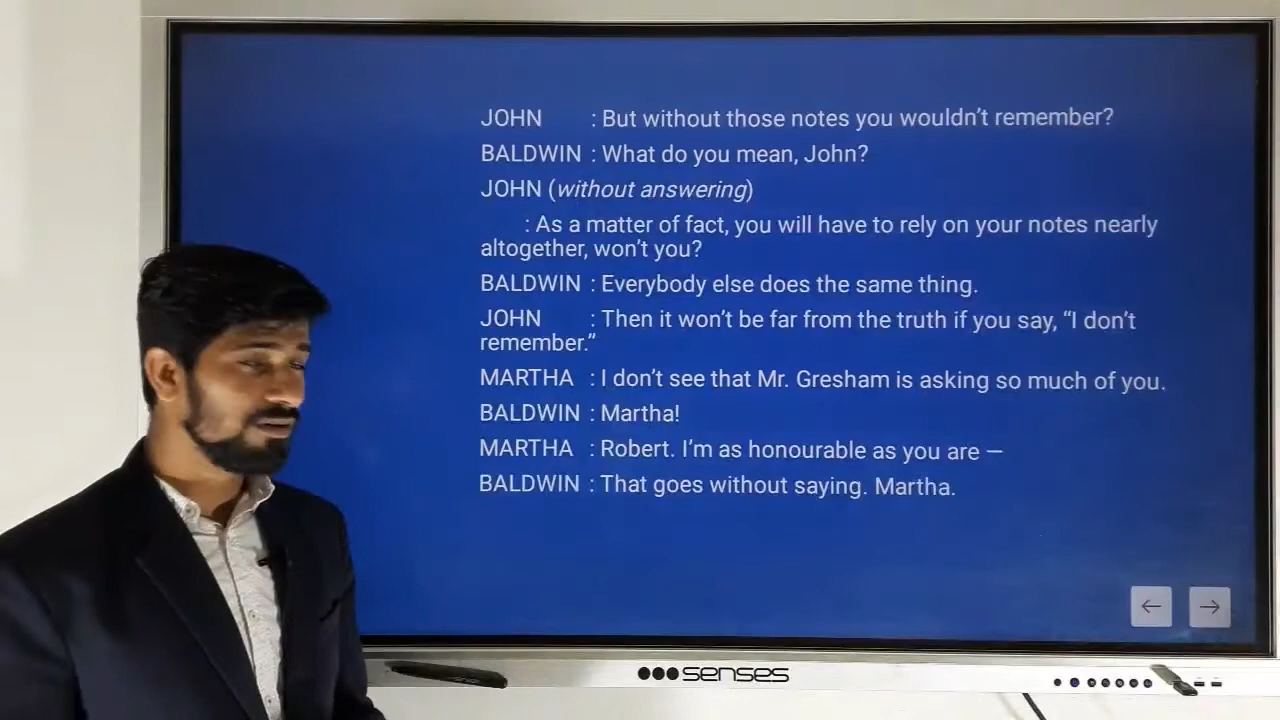 JOHN : But without those notes you wouldn't remember?
BALDWIN : What do you mean, John?
JOHN (without answering)
: As a matter of fact, you will have to rely on your notes nearly
altogether, won't you?
BALDWIN : Everybody else does the same thing.
JOHN : Then it won't be far from the truth if you say, “I don't
remember.”
MARTHA : I don't see that Mr. Gresham is asking so much of you.
BALDWIN : Martha!
MARTHA : Robert. I'm as honourable as you are —
BALDWIN : That goes without saying. Martha.
senses